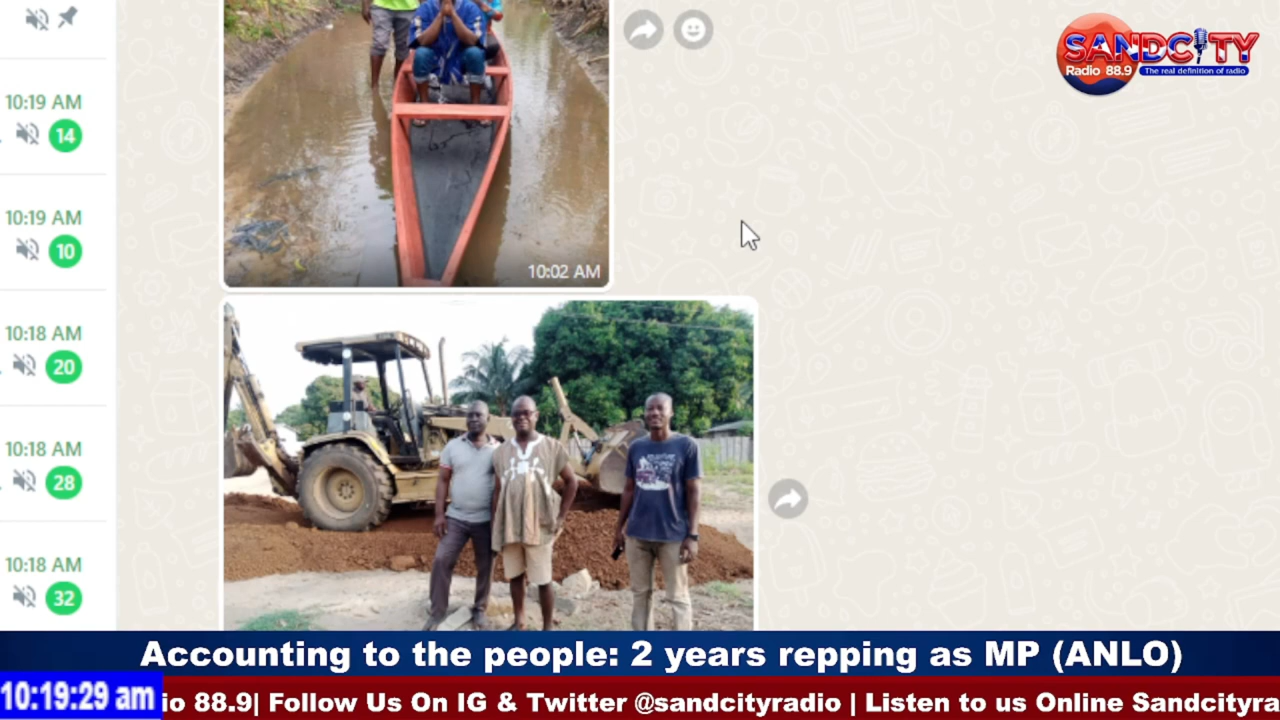 10:19 AM
14
10:19 AM
10
10:18 AM
20
10:18 AM
28
10:18 AM
32
10:02 AM
SANDCITY
Radio 88.9
The real definition of radio
Accounting to the people: 2 years repping as MP (ANLO)
10:19:29 am
io 88.9| Follow Us On IG & Twitter @sandcityradio | Listen to us Online Sandcityra